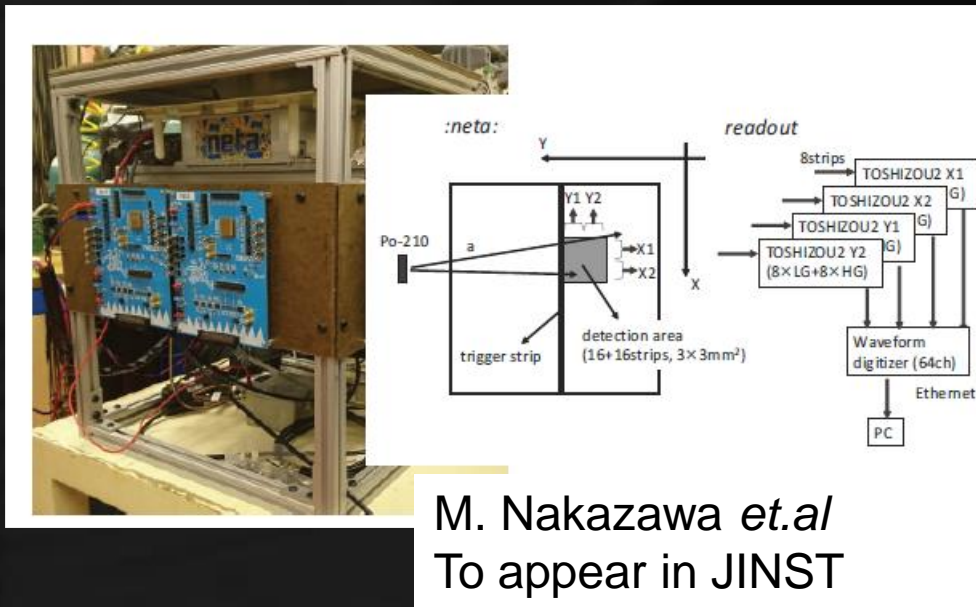 neta
:neta:
Y
Y1 Y2
Po-210
a
X1
X2
X
trigger strip
detection area
(16+16strips, 3×3mm²)
readout
8strips
TOSHIZOU2 X1
G)
TOSHIZOU2 X2
G)
TOSHIZOU2 Y1
IG)
TOSHIZOU2 Y2
(8×LG+8×HG)
Waveform
digitizer (64ch)
Ethernet
PC
M. Nakazawa et.al
To appear in JINST